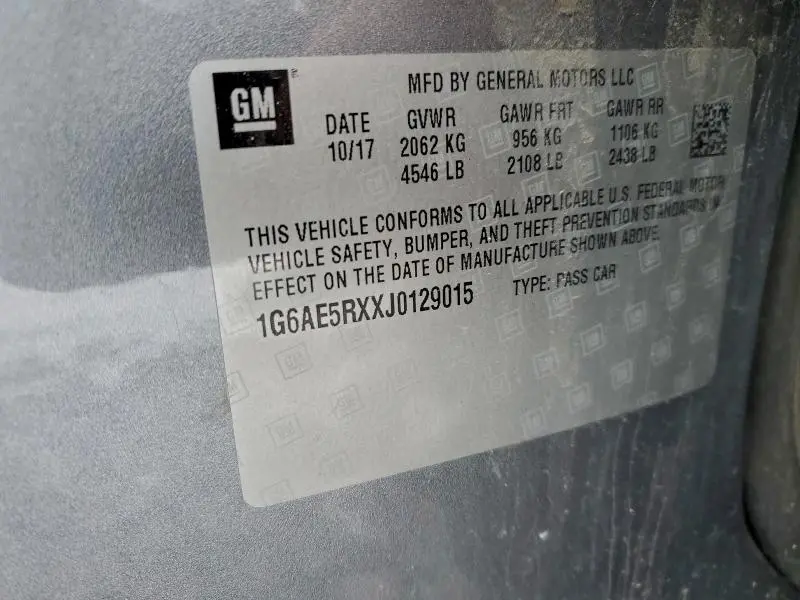 GM
MFD BY GENERAL MOTORS LLC
DATE GVWR GAWR FRT GAWR RR
10/17 2062 KG 956 KG 1106 KG
4546 LB 2108 LB 2438 LB
THIS VEHICLE CONFORMS TO ALL APPLICABLE U.S. FEDERAL MOTOR
VEHICLE SAFETY, BUMPER, AND THEFT PREVENTION STANDARDS IN
EFFECT ON THE DATE OF MANUFACTURE SHOWN ABOVE.
1G6AE5RXXJ0129015 TYPE: PASS CAR